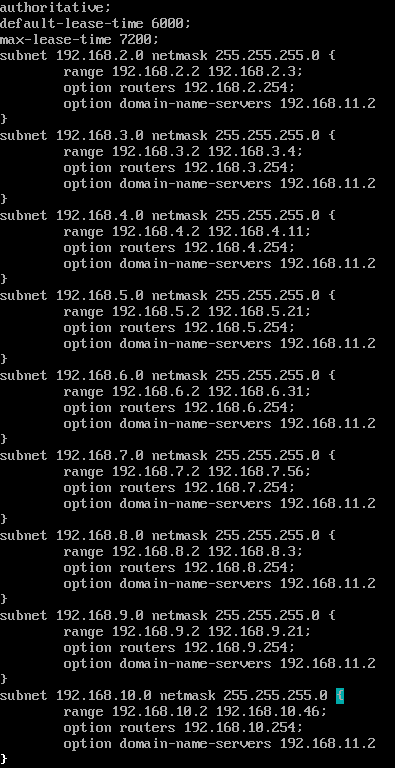 authoritative;
default-lease-time 6000;
max-lease-time 7200;
subnet 192.168.2.0 netmask 255.255.255.0 {
        range 192.168.2.2 192.168.2.3;
        option routers 192.168.2.254;
        option domain-name-servers 192.168.11.2
}
subnet 192.168.3.0 netmask 255.255.255.0 {
        range 192.168.3.2 192.168.3.4;
        option routers 192.168.3.254;
        option domain-name-servers 192.168.11.2
}
subnet 192.168.4.0 netmask 255.255.255.0 {
        range 192.168.4.2 192.168.4.11;
        option routers 192.168.4.254;
        option domain-name-servers 192.168.11.2
}
subnet 192.168.5.0 netmask 255.255.255.0 {
        range 192.168.5.2 192.168.5.21;
        option routers 192.168.5.254;
        option domain-name-servers 192.168.11.2
}
subnet 192.168.6.0 netmask 255.255.255.0 {
        range 192.168.6.2 192.168.6.31;
        option routers 192.168.6.254;
        option domain-name-servers 192.168.11.2
}
subnet 192.168.7.0 netmask 255.255.255.0 {
        range 192.168.7.2 192.168.7.56;
        option routers 192.168.7.254;
        option domain-name-servers 192.168.11.2
}
subnet 192.168.8.0 netmask 255.255.255.0 {
        range 192.168.8.2 192.168.8.3;
        option routers 192.168.8.254;
        option domain-name-servers 192.168.11.2
}
subnet 192.168.9.0 netmask 255.255.255.0 {
        range 192.168.9.2 192.168.9.21;
        option routers 192.168.9.254;
        option domain-name-servers 192.168.11.2
}
subnet 192.168.10.0 netmask 255.255.255.0 {
        range 192.168.10.2 192.168.10.46;
        option routers 192.168.10.254;
        option domain-name-servers 192.168.11.2
}